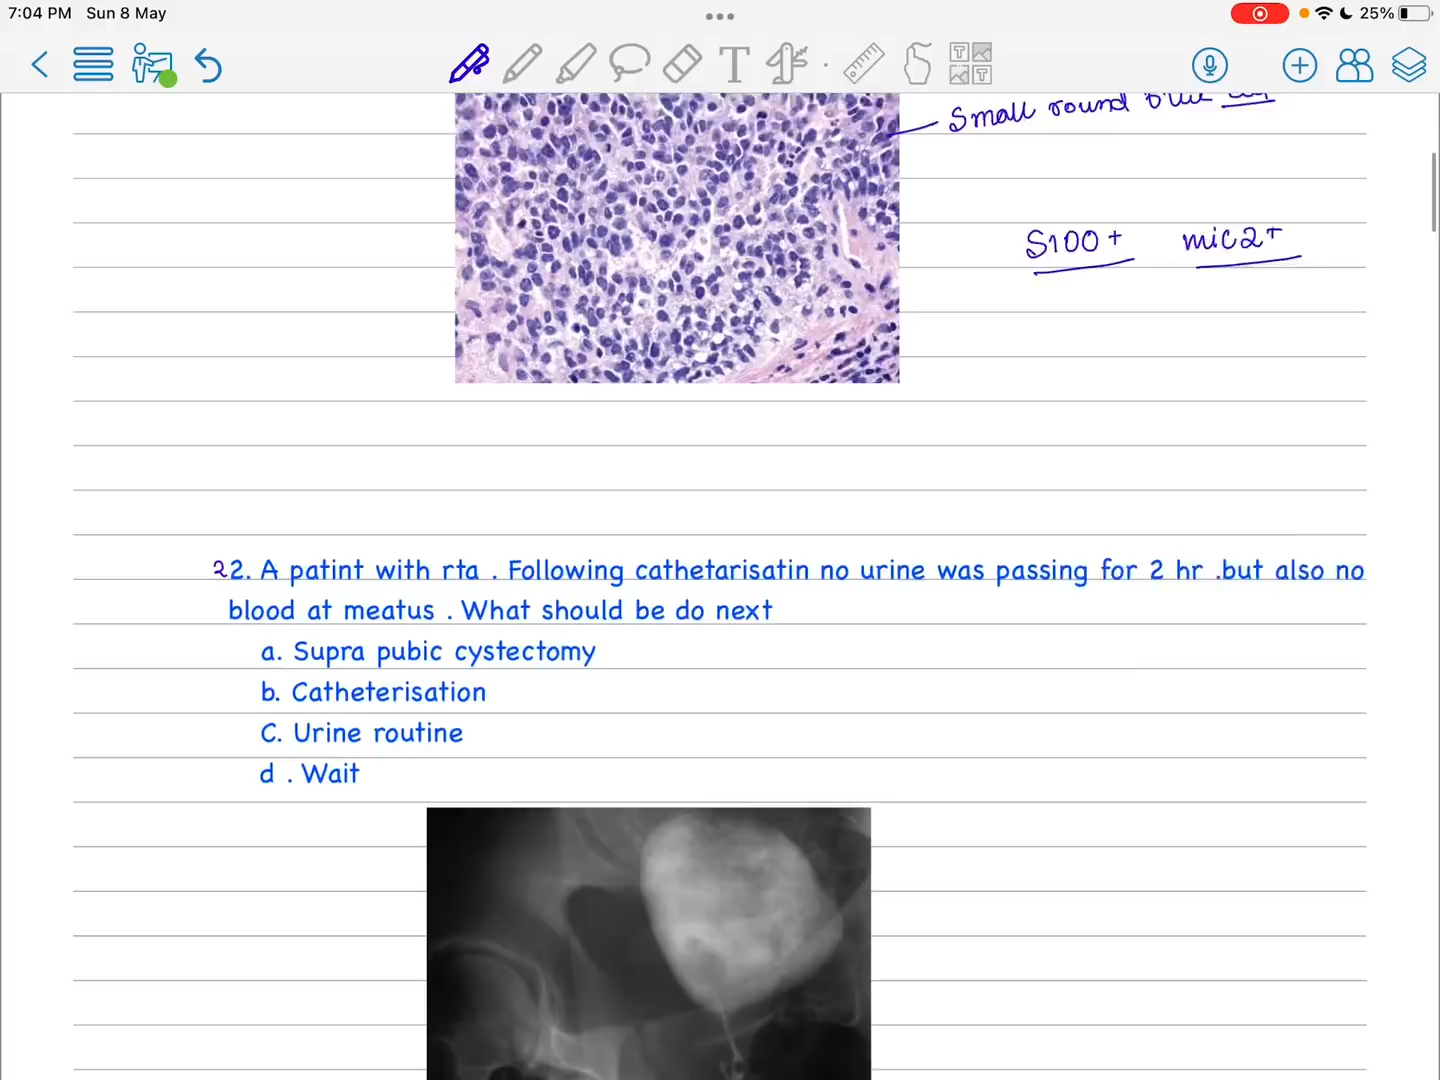 7:04 PM Sun 8 May
25%
T
T
T
Small round blue
S100+ mic2+
22. A patint with rta . Following cathetarisatin no urine was passing for 2 hr .but also no
blood at meatus . What should be do next
a. Supra pubic cystectomy
b. Catheterisation
C. Urine routine
d . Wait